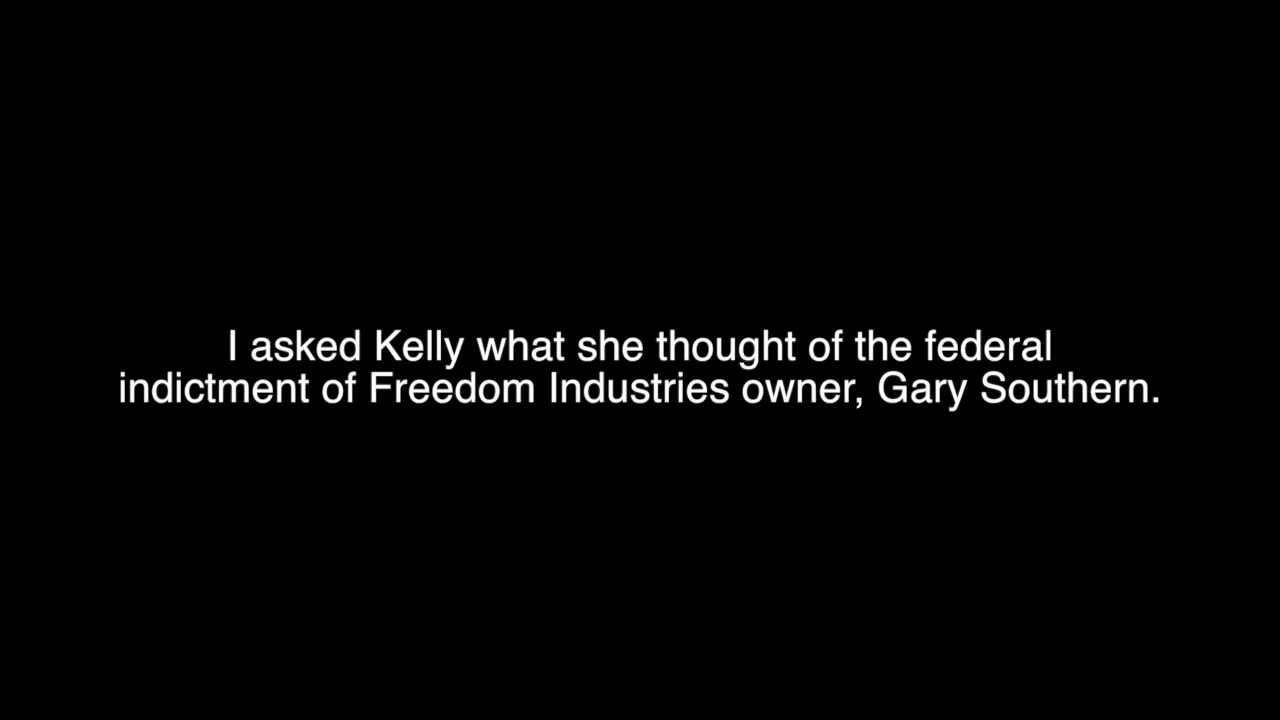 I asked Kelly what she thought of the federal
indictment of Freedom Industries owner, Gary Southern.